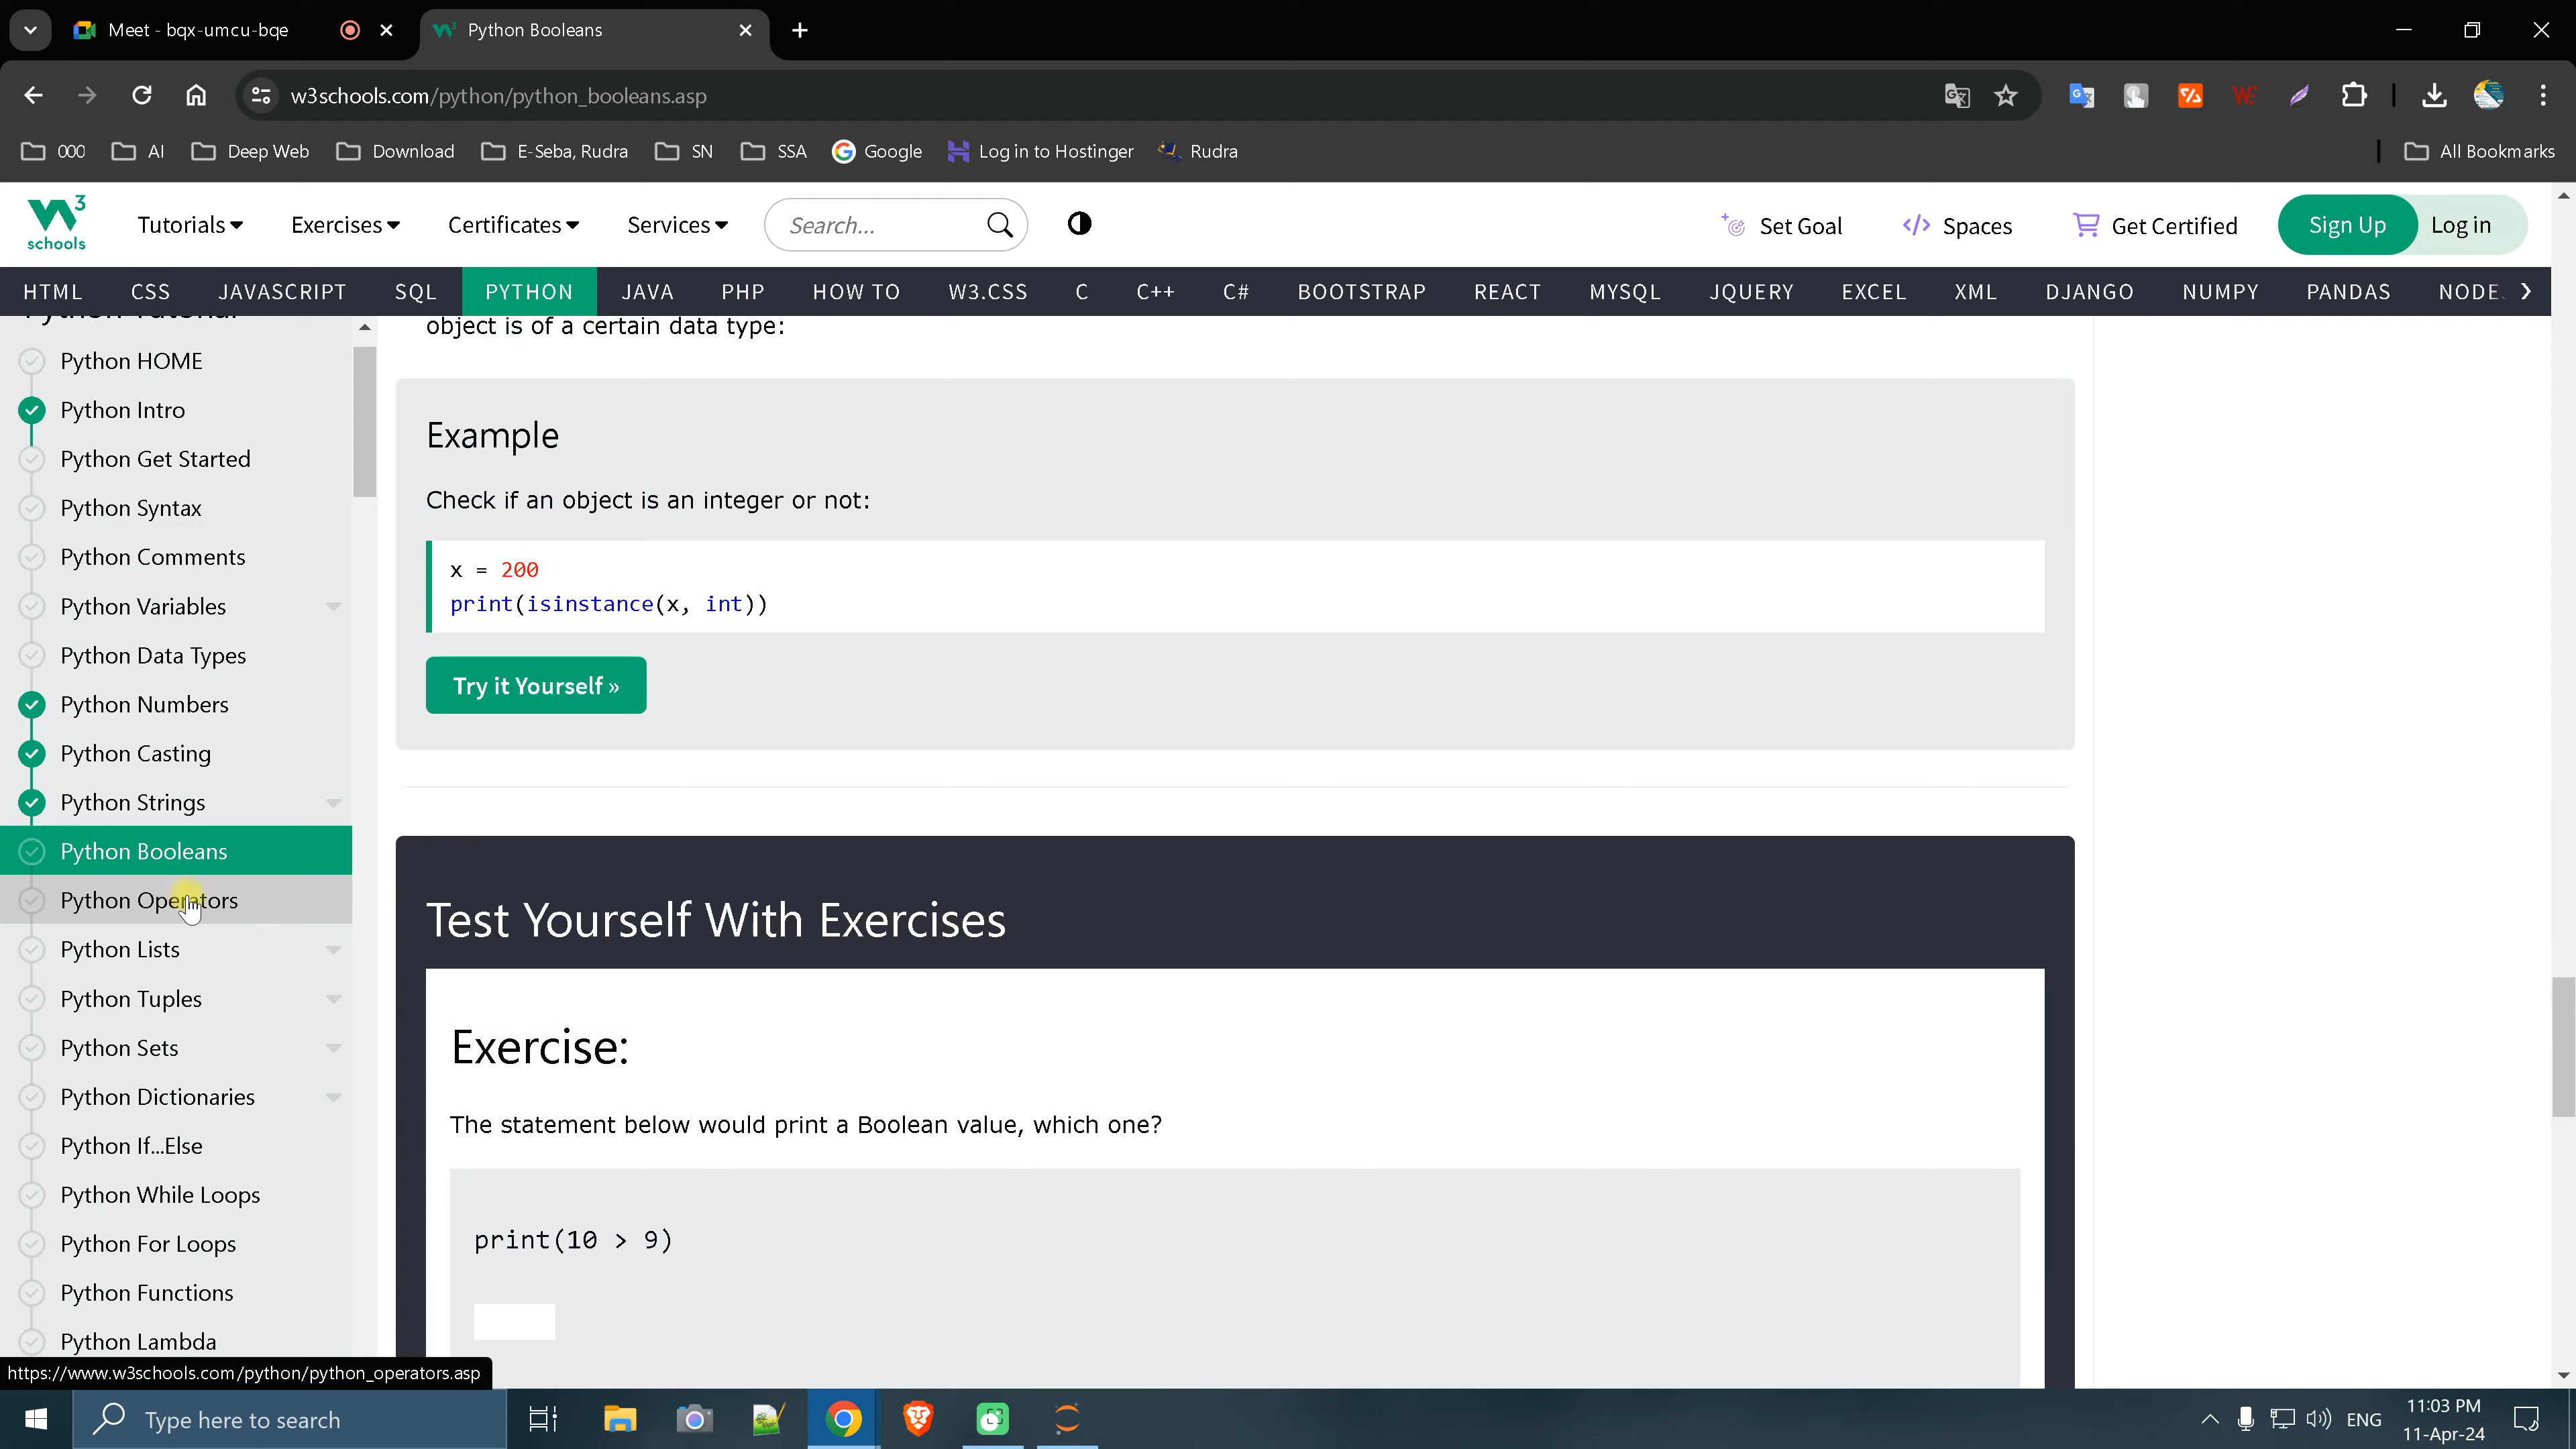 Meet - bqx-umcu-bqe
Python Booleans
w3schools.com/python/python_booleans.asp
000
AI
Deep Web
Download
E-Seba, Rudra
SN
SSA
Google
Log in to Hostinger
Rudra
All Bookmarks
W3 schools
Tutorials
Exercises
Certificates
Services
Search...
Set Goal
Spaces
Get Certified
Sign Up
Log in
HTML CSS JAVASCRIPT SQL PYTHON JAVA PHP HOW TO W3.CSS C C++ C# BOOTSTRAP REACT MYSQL JQUERY EXCEL XML DJANGO NUMPY PANDAS NODE
Python Tutorial
Python HOME
Python Intro
Python Get Started
Python Syntax
Python Comments
Python Variables
Python Data Types
Python Numbers
Python Casting
Python Strings
Python Booleans
Python Operators
Python Lists
Python Tuples
Python Sets
Python Dictionaries
Python If...Else
Python While Loops
Python For Loops
Python Functions
Python Lambda
object is of a certain data type:
Example
Check if an object is an integer or not:
x = 200
print(isinstance(x, int))
Try it Yourself »
Test Yourself With Exercises
Exercise:
The statement below would print a Boolean value, which one?
print(10 > 9)
https://www.w3schools.com/python/python_operators.asp
Type here to search
ENG
11:03 PM
11-Apr-24